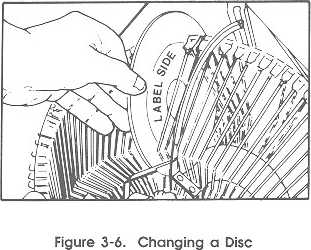 LABEL SIDE
Figure 3-6. Changing a Disc